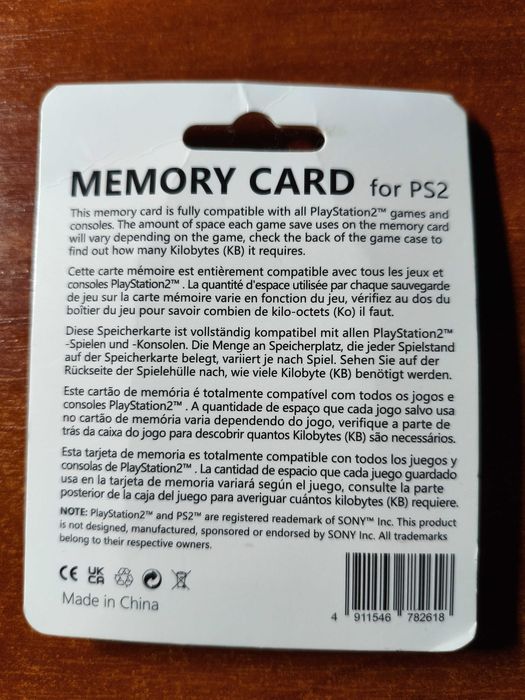 MEMORY CARD for PS2
This memory card is fully compatible with all PlayStation2™ games and
consoles. The amount of space each game save uses on the memory card
will vary depending on the game, check the back of the game case to
find out how many Kilobytes (KB) it requires.
Cette carte mémoire est entièrement compatible avec tous les jeux et
consoles PlayStation2™ . La quantité d'espace utilisée par chaque sauvegarde
de jeu sur la carte mémoire varie en fonction du jeu, vérifiez au dos du
boîtier du jeu pour savoir combien de kilo-octets (Ko) il faut.
Diese Speicherkarte ist vollständig kompatibel mit allen PlayStation2™
-Spielen und -Konsolen. Die Menge an Speicherplatz, die jeder Spielstand
auf der Speicherkarte belegt, variiert je nach Spiel. Sehen Sie auf der
Rückseite der Spielehülle nach, wie viele Kilobyte (KB) benötigt werden.
Este cartão de memória é totalmente compatível com todos os jogos e
consoles PlayStation2™ . A quantidade de espaço que cada jogo salvo usa
no cartão de memória varia dependendo do jogo, verifique a parte de
trás da caixa do jogo para descobrir quantos Kilobytes (KB) são necessários.
Esta tarjeta de memoria es totalmente compatible con todos los juegos y
consolas de PlayStation2™ . La cantidad de espacio que cada juego guardado
usa en la tarjeta de memoria variará según el juego, consulte la parte
posterior de la caja del juego para averiguar cuántos kilobytes (KB) requiere.
NOTE: PlayStation2™ and PS2™ are registered trademark of SONY™ Inc. This product
is not designed, manufactured, sponsored or endorsed by SONY Inc. All trademarks
belong to their respective owners.
CE UK CA
Made in China
4 911546 782618